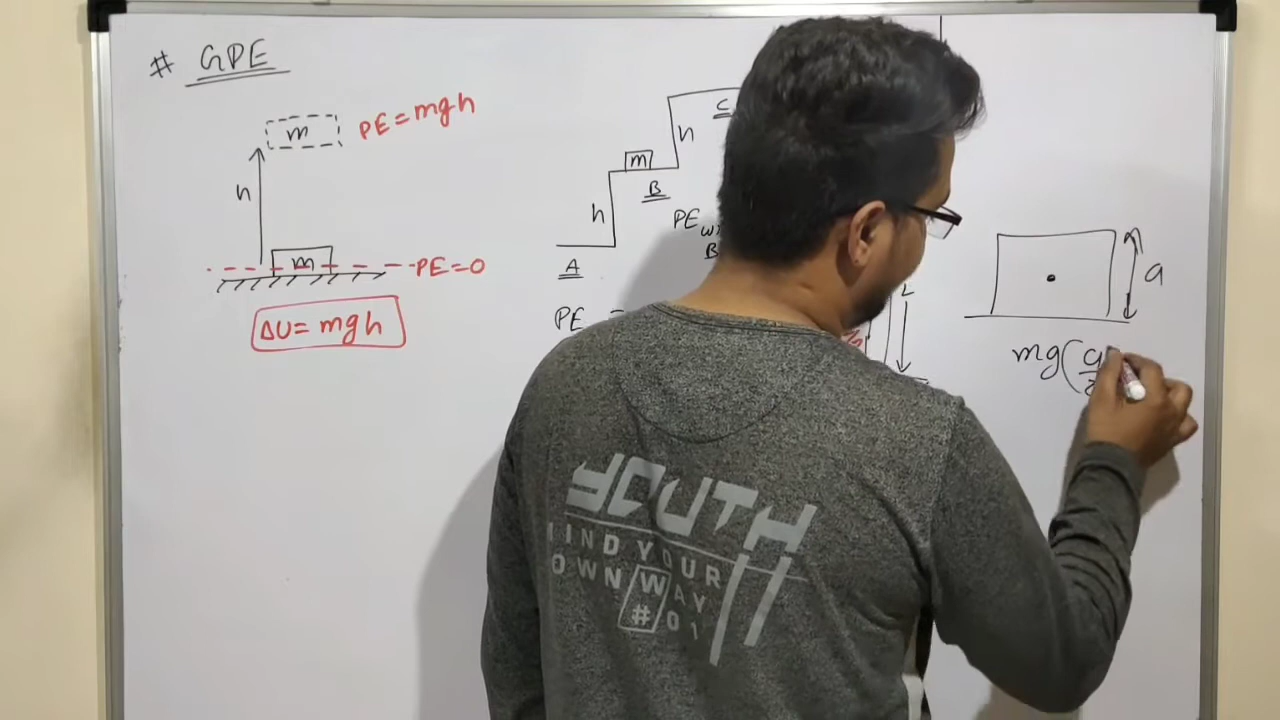 # GPE
m
PE = mgh
h
m
PE=0
ΔU = mgh
C
h
m
B
h
A
PE
PE =
L
a
mg(a
YOUTH
FIND YOUR
OWN WAY
#01